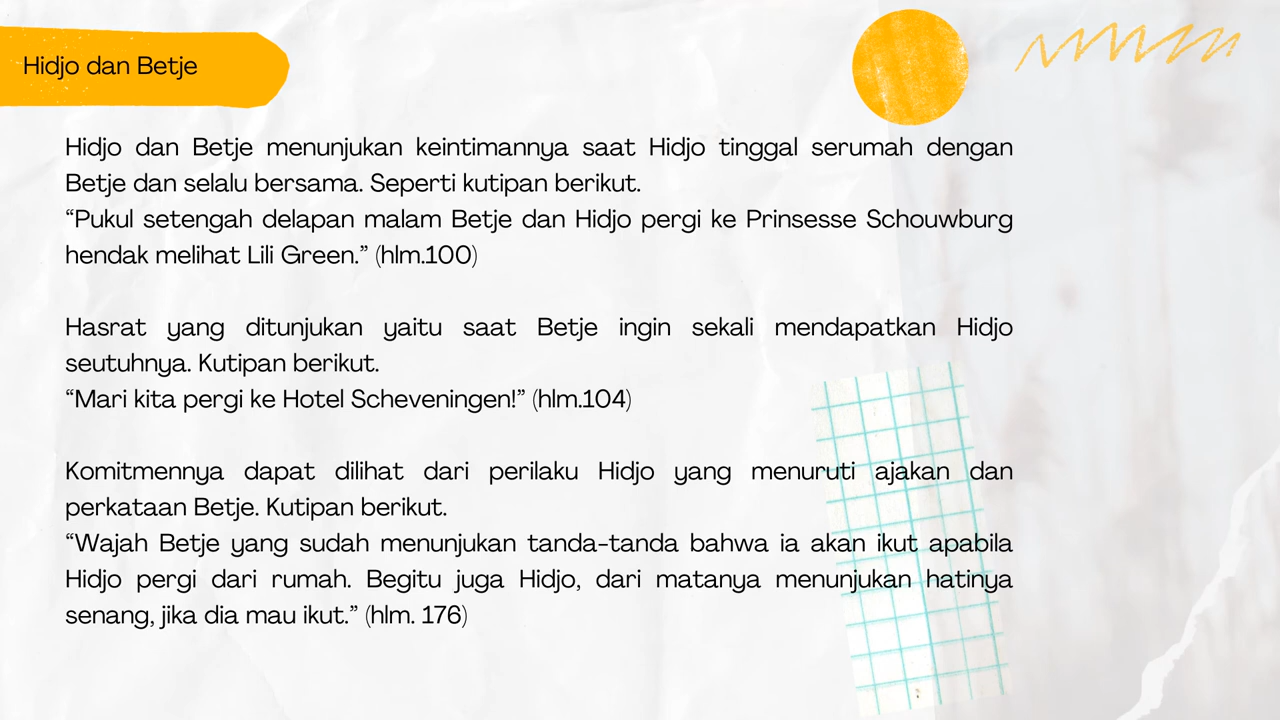 Hidjo dan Betje
Hidjo dan Betje menunjukan keintimannya saat Hidjo tinggal serumah dengan
Betje dan selalu bersama. Seperti kutipan berikut.
“Pukul setengah delapan malam Betje dan Hidjo pergi ke Prinsesse Schouwburg
hendak melihat Lili Green.” (hlm.100)
Hasrat yang ditunjukan yaitu saat Betje ingin sekali mendapatkan Hidjo
seutuhnya. Kutipan berikut.
“Mari kita pergi ke Hotel Scheveningen!” (hlm.104)
Komitmennya dapat dilihat dari perilaku Hidjo yang menuruti ajakan dan
perkataan Betje. Kutipan berikut.
“Wajah Betje yang sudah menunjukan tanda-tanda bahwa ia akan ikut apabila
Hidjo pergi dari rumah. Begitu juga Hidjo, dari matanya menunjukan hatinya
senang, jika dia mau ikut.” (hlm. 176)